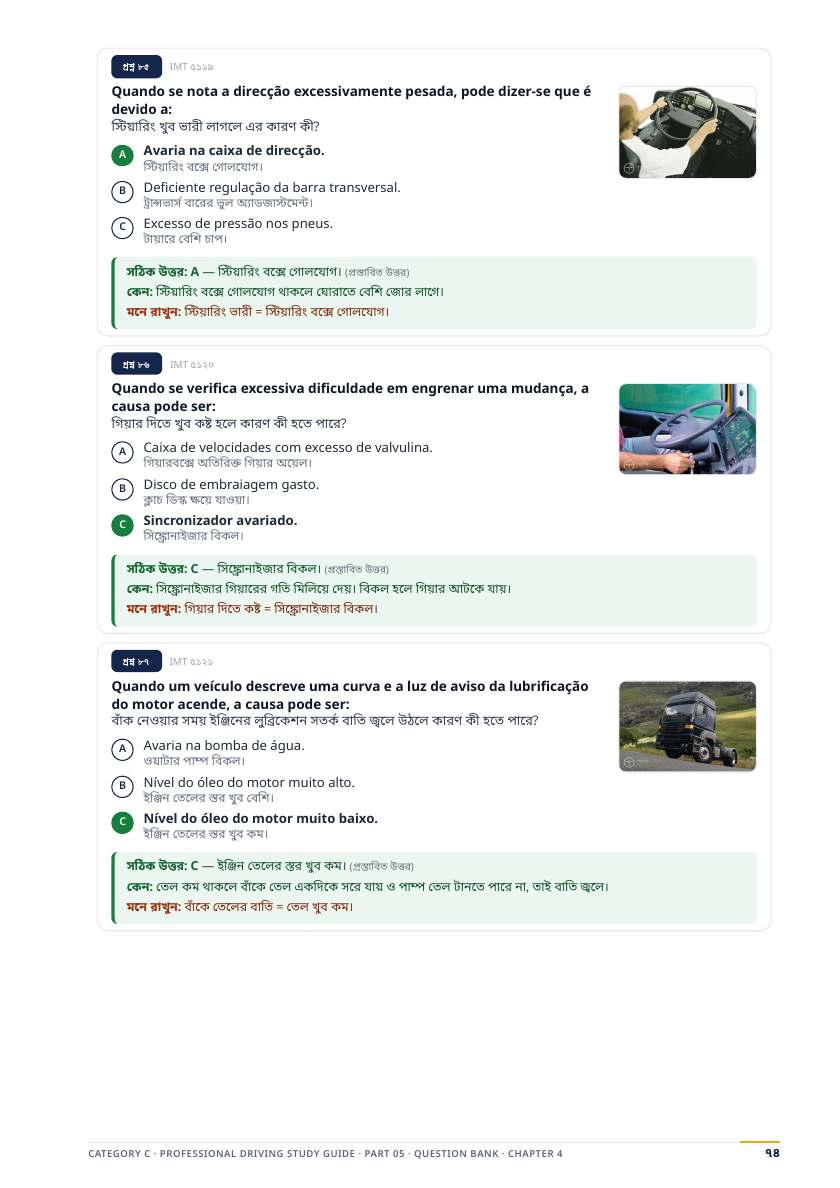 প্রশ্ন ৮৫ IMT ৫১১৯
Quando se nota a direcção excessivamente pesada, pode dizer-se que é
devido a:
স্টিয়ারিং খুব ভারী লাগলে এর কারণ কী?
A Avaria na caixa de direcção.
স্টিয়ারিং বক্সে গোলযোগ।
B Deficiente regulação da barra transversal.
ট্রান্সভার্স বারের ভুল অ্যাডজাস্টমেন্ট।
C Excesso de pressão nos pneus.
টায়ারে বেশি চাপ।
সঠিক উত্তর: A — স্টিয়ারিং বক্সে গোলযোগ। (প্রস্তাবিত উত্তর)
কেন: স্টিয়ারিং বক্সে গোলযোগ থাকলে ঘোরাতে বেশি জোর লাগে।
মনে রাখুন: স্টিয়ারিং ভারী = স্টিয়ারিং বক্সে গোলযোগ।
প্রশ্ন ৮৬ IMT ৫১২০
Quando se verifica excessiva dificuldade em engrenar uma mudança, a
causa pode ser:
গিয়ার দিতে খুব কষ্ট হলে কারণ কী হতে পারে?
A Caixa de velocidades com excesso de valvulina.
গিয়ারবক্সে অতিরিক্ত গিয়ার অয়েল।
B Disco de embraiagem gasto.
ক্লাচ ডিস্ক ক্ষয়ে যাওয়া।
C Sincronizador avariado.
সিঙ্ক্রোনাইজার বিকল।
সঠিক উত্তর: C — সিঙ্ক্রোনাইজার বিকল। (প্রস্তাবিত উত্তর)
কেন: সিঙ্ক্রোনাইজার গিয়ারের গতি মিলিয়ে দেয়। বিকল হলে গিয়ার আটকে যায়।
মনে রাখুন: গিয়ার দিতে কষ্ট = সিঙ্ক্রোনাইজার বিকল।
প্রশ্ন ৮৭ IMT ৫১২১
Quando um veículo descreve uma curva e a luz de aviso da lubrificação
do motor acende, a causa pode ser:
বাঁক নেওয়ার সময় ইঞ্জিনের লুব্রিকেশন সতর্ক বাতি জ্বলে উঠলে কারণ কী হতে পারে?
A Avaria na bomba de água.
ওয়াটার পাম্প বিকল।
B Nível do óleo do motor muito alto.
ইঞ্জিন তেলের স্তর খুব বেশি।
C Nível do óleo do motor muito baixo.
ইঞ্জিন তেলের স্তর খুব কম।
সঠিক উত্তর: C — ইঞ্জিন তেলের স্তর খুব কম। (প্রস্তাবিত উত্তর)
কেন: তেল কম থাকলে বাঁকে তেল একদিকে সরে যায় ও পাম্প তেল টানতে পারে না, তাই বাতি জ্বলে।
মনে রাখুন: বাঁকে তেলের বাতি = তেল খুব কম।
CATEGORY C · PROFESSIONAL DRIVING STUDY GUIDE · PART 05 · QUESTION BANK · CHAPTER 4 ৭৪